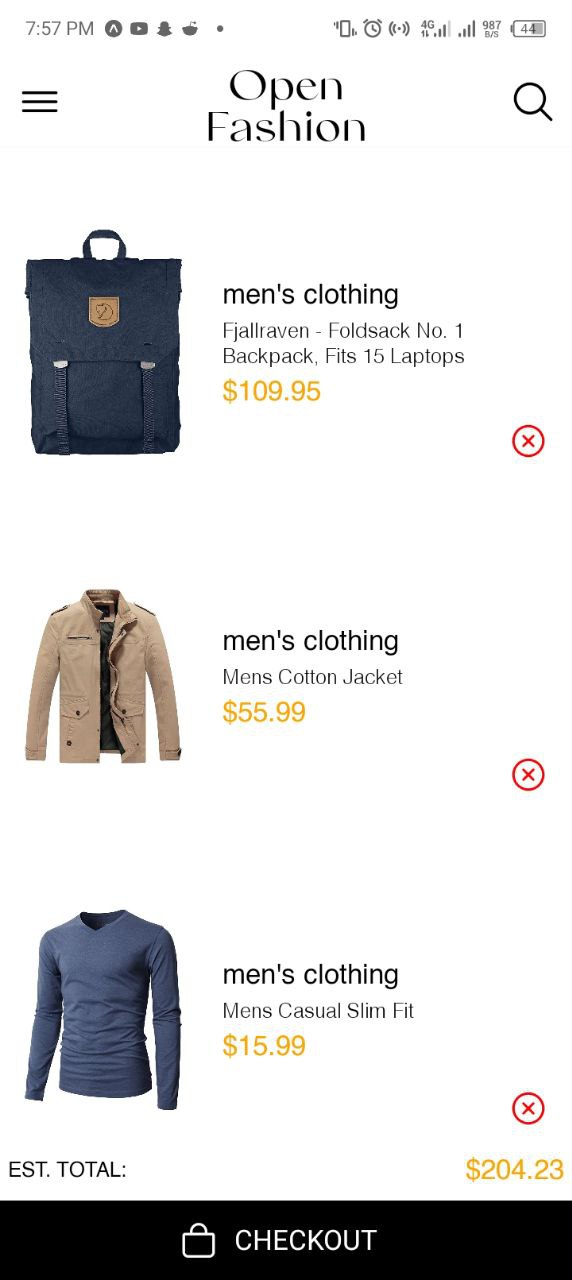 7:57 PM 4G 987 B/S 44
Open
Fashion
men's clothing
Fjallraven - Foldsack No. 1
Backpack, Fits 15 Laptops
$109.95
men's clothing
Mens Cotton Jacket
$55.99
men's clothing
Mens Casual Slim Fit
$15.99
EST. TOTAL: $204.23
CHECKOUT